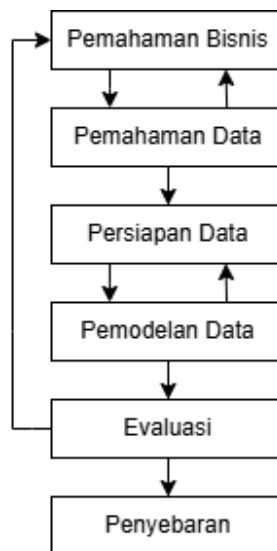 Pemahaman Bisnis
Pemahaman Data
Persiapan Data
Pemodelan Data
Evaluasi
Penyebaran